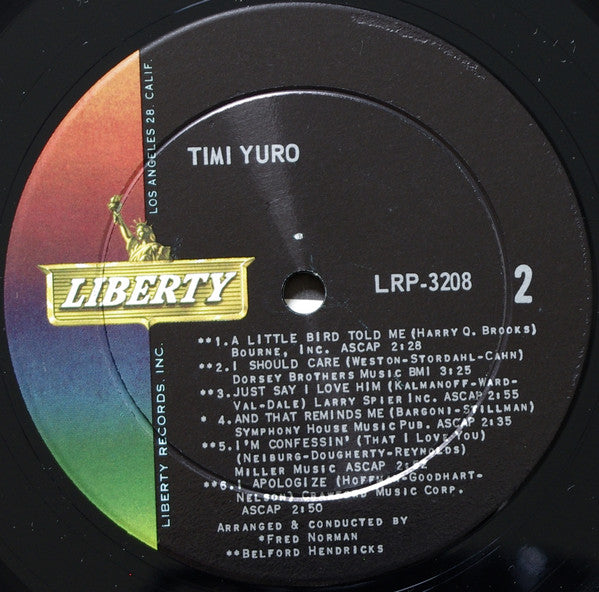 TIMI YURO
LOS ANGELES 28, CALIF.
LIBERTY
LIBERTY RECORDS, INC.
LRP-3208
2
**1. A LITTLE BIRD TOLD ME (HARRY Q. BROOKS)
BOURNE, INC. ASCAP 2:28
**2. I SHOULD CARE (WESTON-STORDAHL-CAHN)
DORSEY BROTHERS MUSIC BMI 3:25
**3. JUST SAY I LOVE HIM (KALMANOFF-WARD-
VAL-DALE) LARRY SPIER INC. ASCAP 2:55
* 4. AND THAT REMINDS ME (BARGONI-STILLMAN)
SYMPHONY HOUSE MUSIC PUB. ASCAP 2:35
**5. I'M CONFESSIN' (THAT I LOVE YOU)
(NEIBURG-DOUGHERTY-REYNOLDS)
MILLER MUSIC ASCAP
**6. I APOLOGIZE (HOFFMAN-GOODHART-
NELSON) CRAWFORD MUSIC CORP.
ASCAP 2:50
ARRANGED & CONDUCTED BY
*FRED NORMAN
**BELFORD HENDRICKS